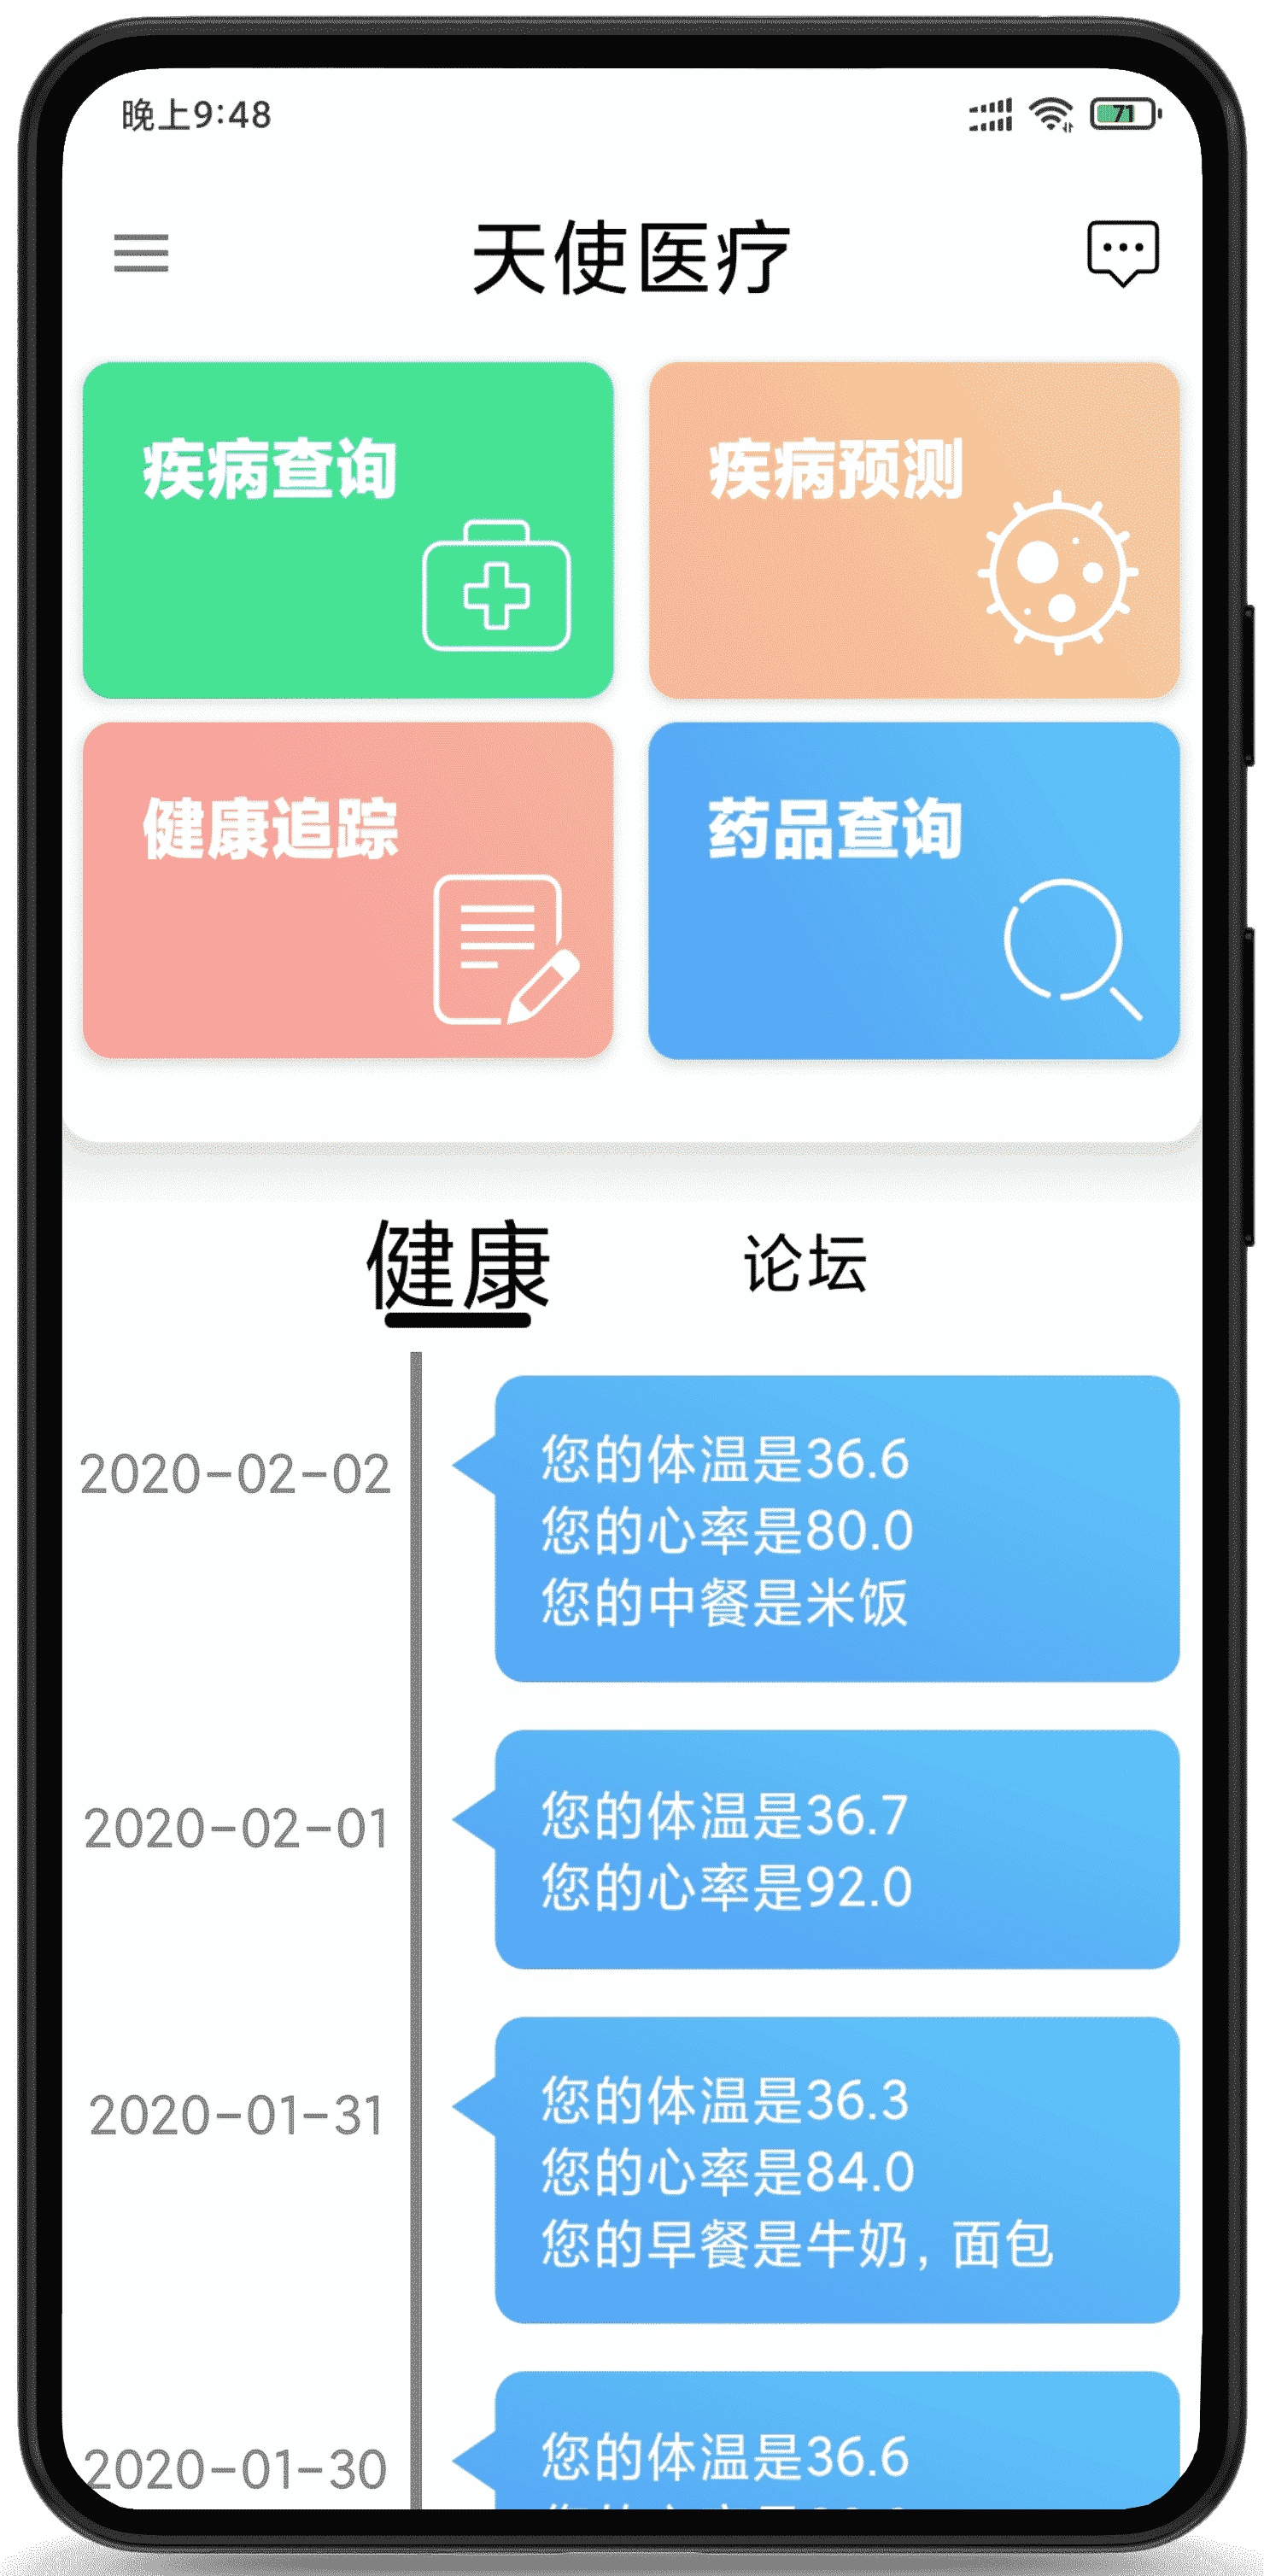 晚上9:48
71
天使医疗
疾病查询
疾病预测
健康追踪
药品查询
健康
论坛
2020-02-02
您的体温是36.6
您的心率是80.0
您的中餐是米饭
2020-02-01
您的体温是36.7
您的心率是92.0
2020-01-31
您的体温是36.3
您的心率是84.0
您的早餐是牛奶，面包
2020-01-30
您的体温是36.6